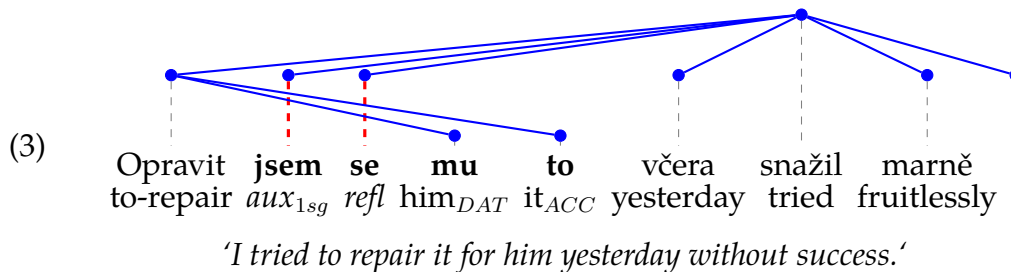 (3)
Opravit jsem se mu to včera snažil marně
to-repair aux1sg refl himDAT itACC yesterday tried fruitlessly
‘I tried to repair it for him yesterday without success.‘